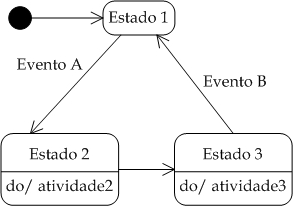 Estado 1
Evento A
Evento B
Estado 2
do/ atividade2
Estado 3
do/ atividade3